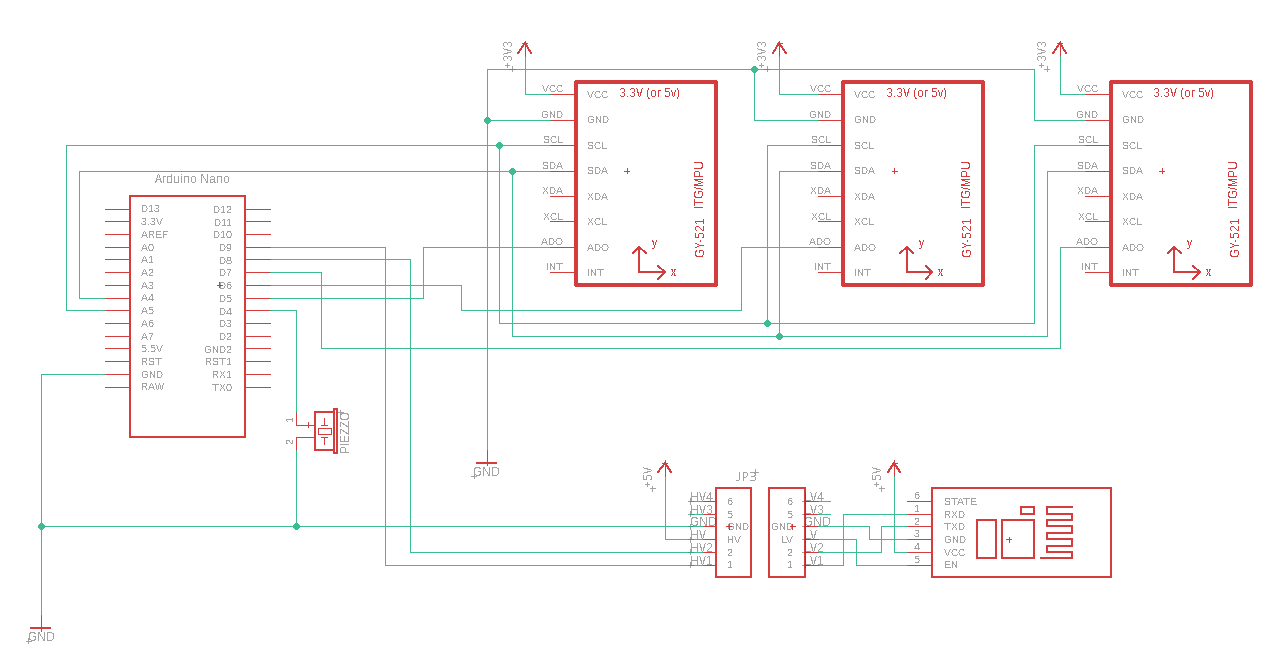 +3V3
+3V3
+3V3
VCC
GND
SCL
SDA
XDA
XCL
ADO
INT
VCC 3.3V (or 5v)
GND
SCL
SDA
XDA
XCL
ADO
INT
GY-521 ITG/MPU
y
x
VCC
GND
SCL
SDA
XDA
XCL
ADO
INT
VCC 3.3V (or 5v)
GND
SCL
SDA
XDA
XCL
ADO
INT
GY-521 ITG/MPU
y
x
VCC
GND
SCL
SDA
XDA
XCL
ADO
INT
VCC 3.3V (or 5v)
GND
SCL
SDA
XDA
XCL
ADO
INT
GY-521 ITG/MPU
y
x
Arduino Nano
D13 D12
3.3V D11
AREF D10
A0 D9
A1 D8
A2 D7
A3 D6
A4 D5
A5 D4
A6 D3
A7 D2
5.5V GND2
RST RST1
GND RX1
RAW TX0
1
2
PIEZZO
GND
GND
+5V
JP3
HV4 6
HV3 5
GND GND
HV HV
HV2 2
HV1 1
6 V4
5 V3
GND GND
LV V
2 V2
1 V1
+5V
6 STATE
1 RXD
2 TXD
3 GND
4 VCC
5 EN